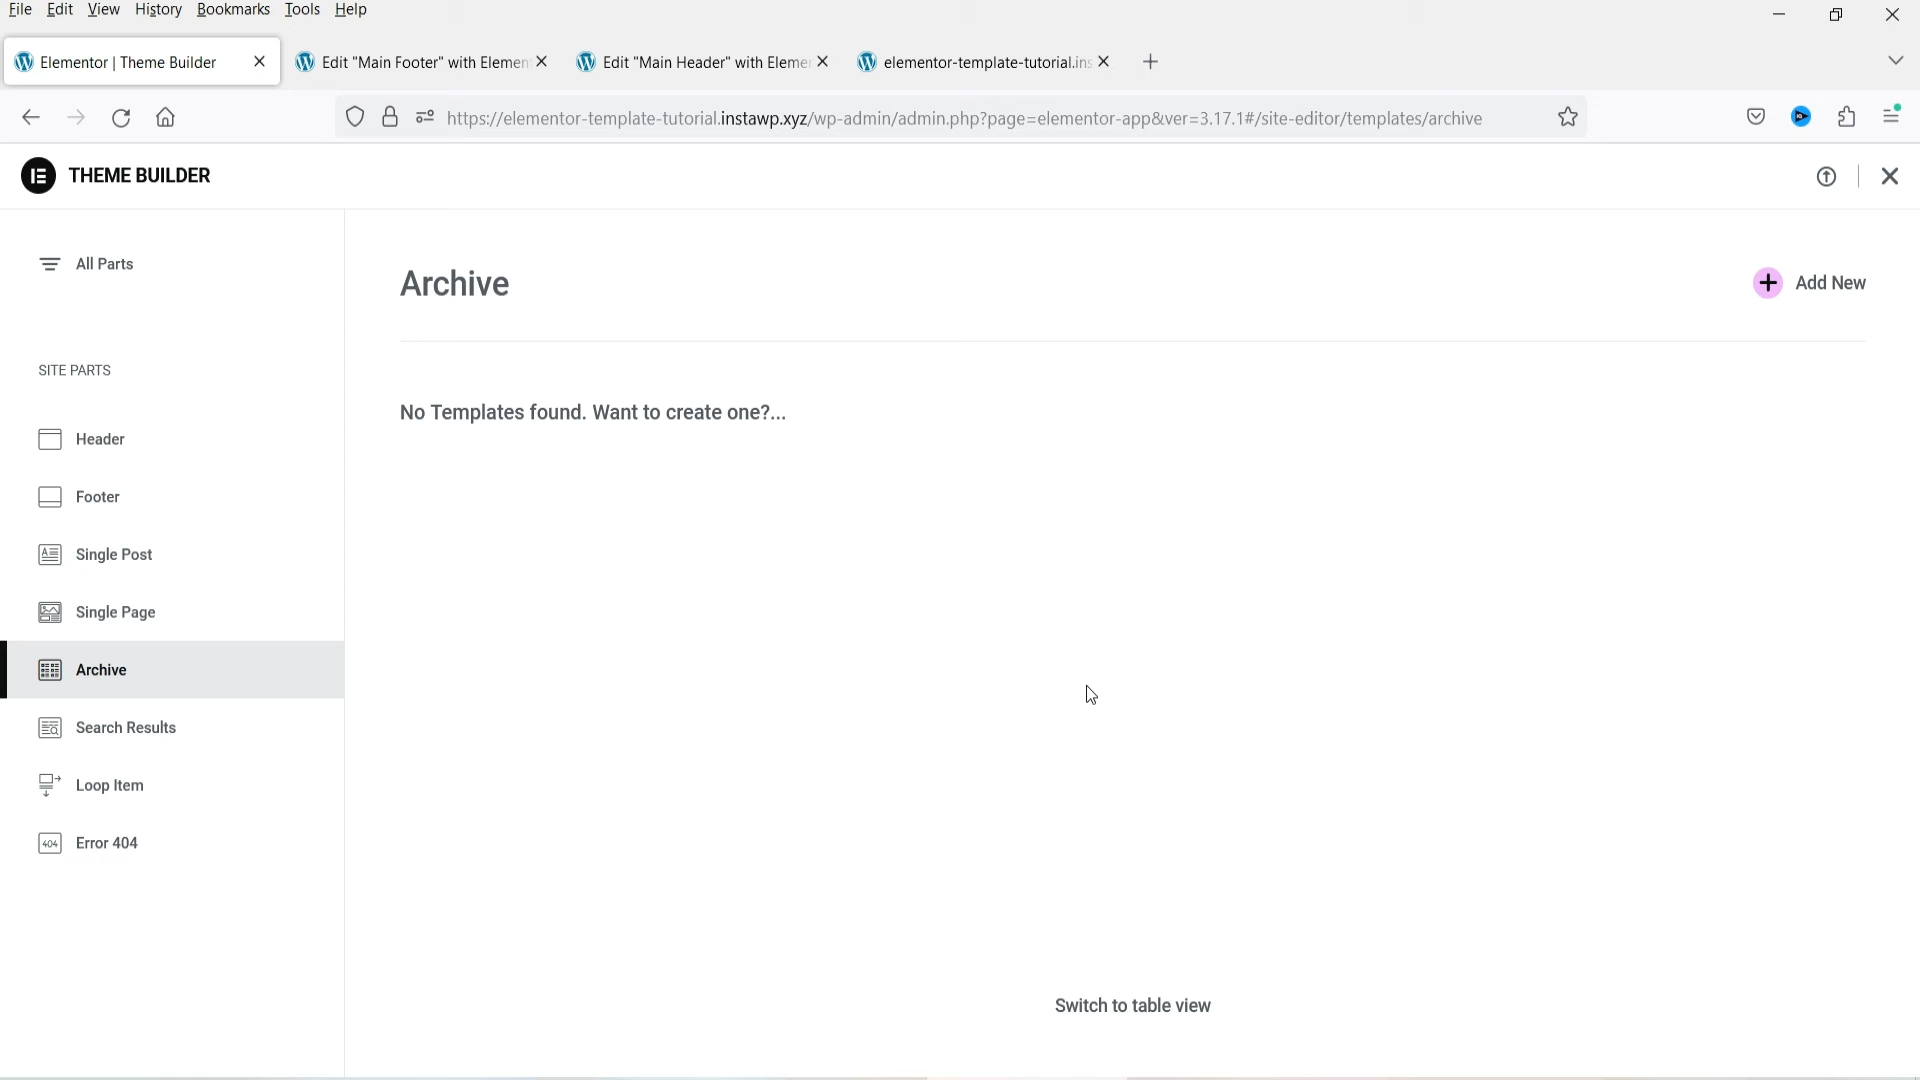 File Edit View History Bookmarks Tools Help
Elementor | Theme Builder
Edit "Main Footer" with Elemen
Edit "Main Header" with Eleme
elementor-template-tutorial.ins
https://elementor-template-tutorial.instawp.xyz/wp-admin/admin.php?page=elementor-app&ver=3.17.1#/site-editor/templates/archive
THEME BUILDER
All Parts
SITE PARTS
Header
Footer
Single Post
Single Page
Archive
Search Results
Loop Item
404 Error 404
Archive
Add New
No Templates found. Want to create one?...
Switch to table view